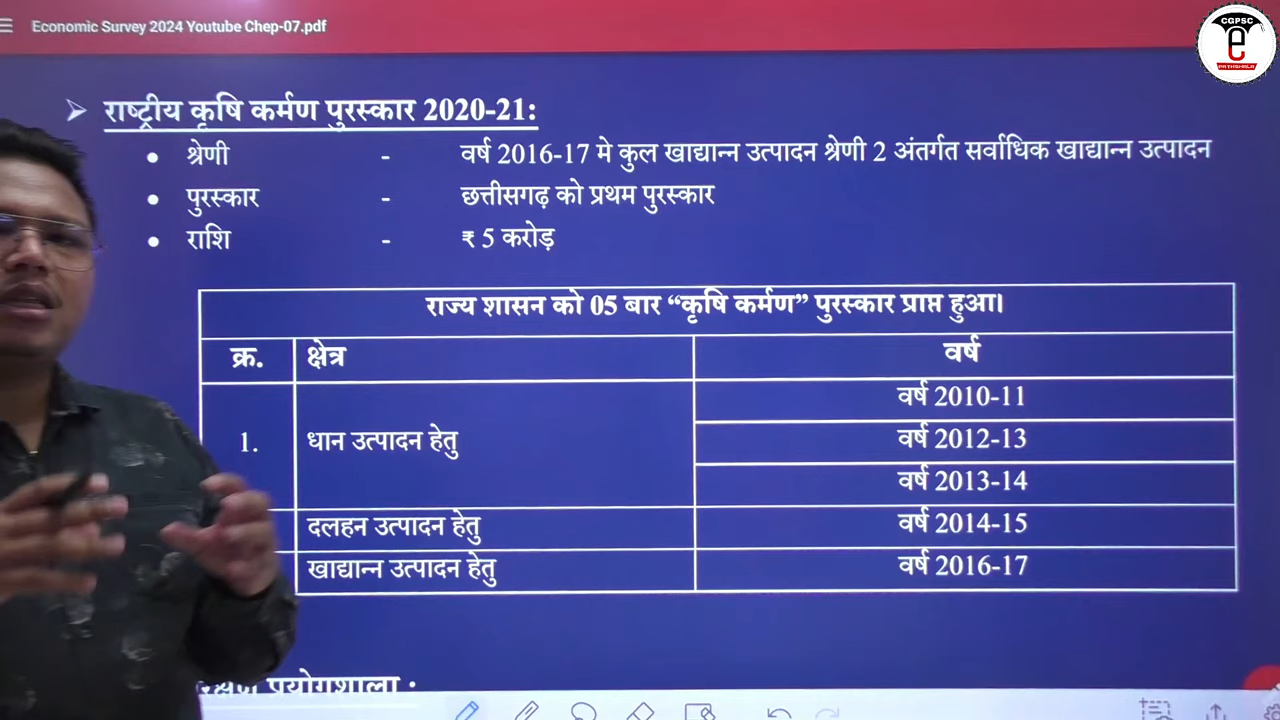 Economic Survey 2024 Youtube Chep-07.pdf
CGPSC
e
PATHSHALA
राष्ट्रीय कृषि कर्मण पुरस्कार 2020-21:
• श्रेणी - वर्ष 2016-17 मे कुल खाद्यान्न उत्पादन श्रेणी 2 अंतर्गत सर्वाधिक खाद्यान्न उत्पादन
• पुरस्कार - छत्तीसगढ़ को प्रथम पुरस्कार
• राशि - ₹ 5 करोड़
राज्य शासन को 05 बार “कृषि कर्मण” पुरस्कार प्राप्त हुआ।
क्र. क्षेत्र वर्ष
1. धान उत्पादन हेतु वर्ष 2010-11
वर्ष 2012-13
वर्ष 2013-14
दलहन उत्पादन हेतु वर्ष 2014-15
खाद्यान्न उत्पादन हेतु वर्ष 2016-17
प्रयोगशाला :